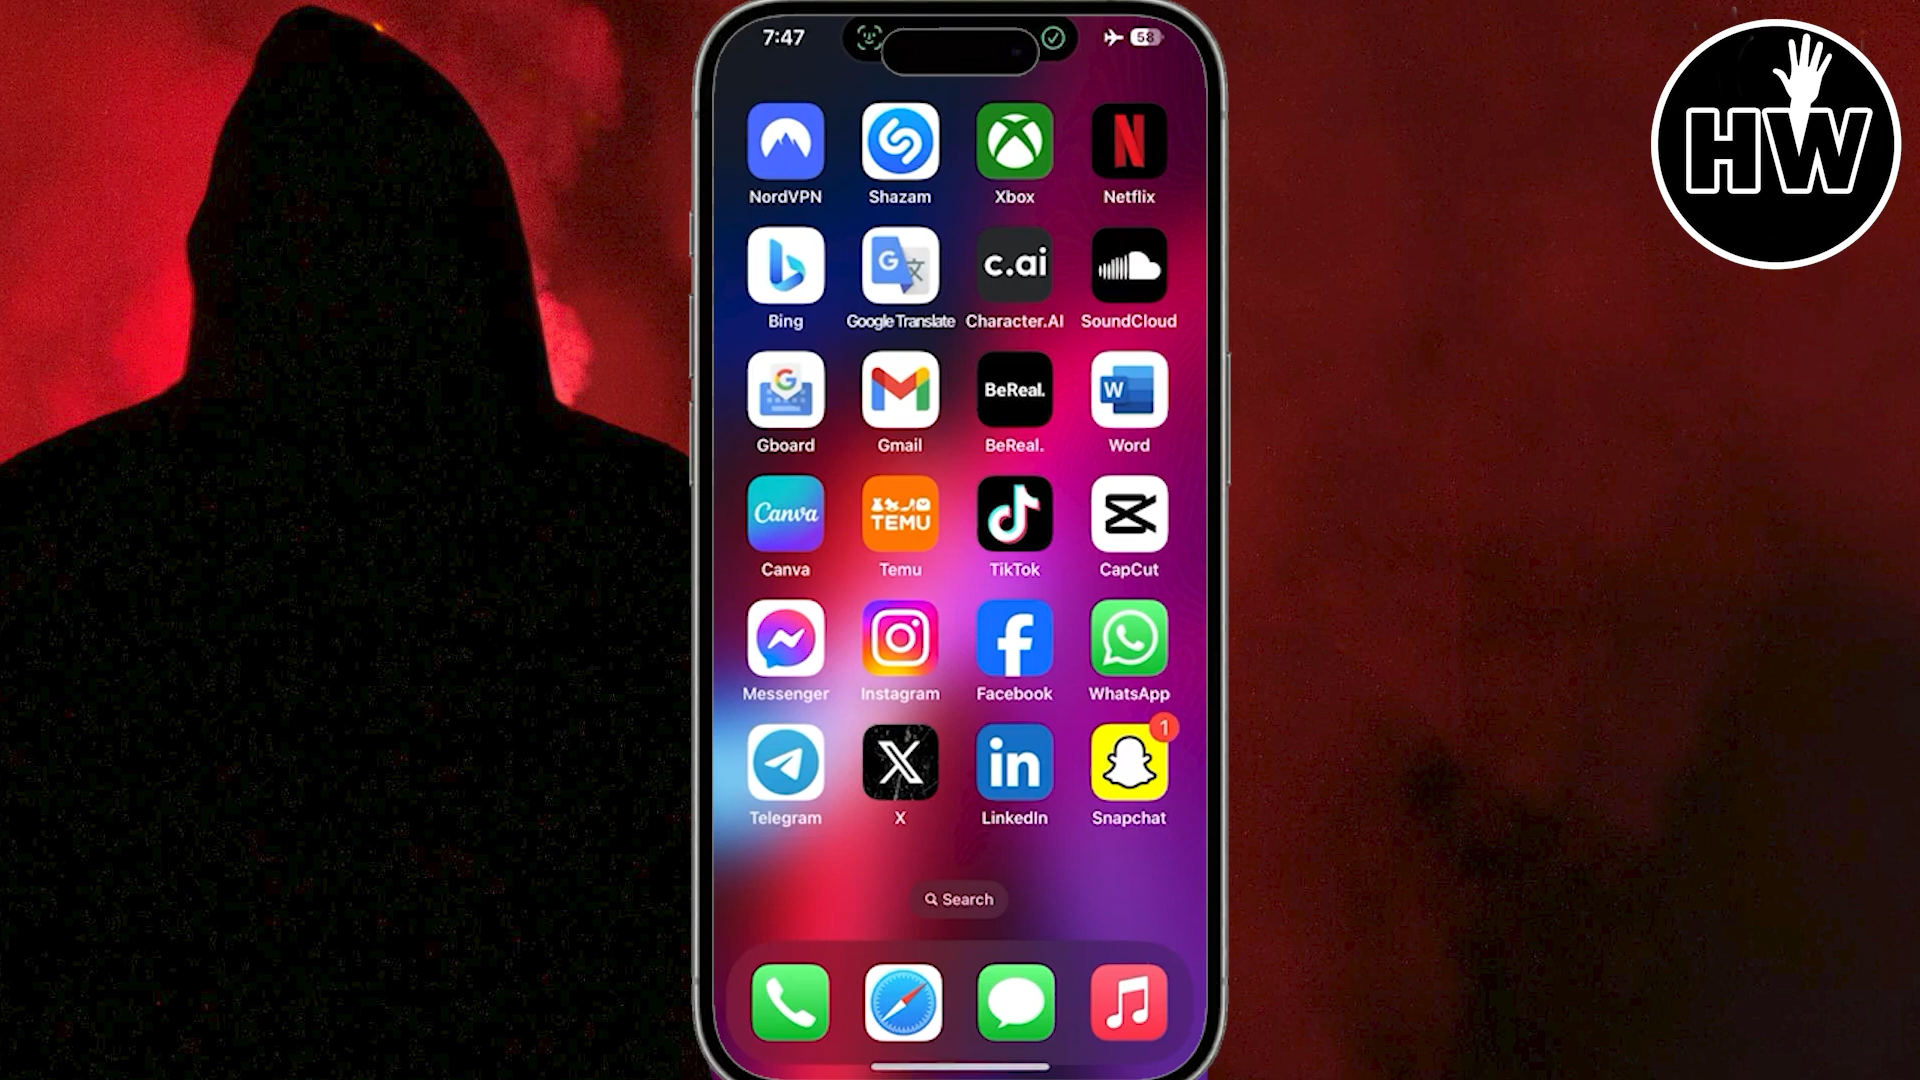 7:47
58
HW
NordVPN
Shazam
Xbox
N
Netflix
b
G 文
c.ai
Bing
Google Translate
Character.AI
SoundCloud
G
BeReal.
W
Gboard
Gmail
BeReal.
Word
Canva
TEMU
Canva
Temu
TikTok
CapCut
f
Messenger
Instagram
Facebook
WhatsApp
X
in
1
Telegram
X
LinkedIn
Snapchat
Search